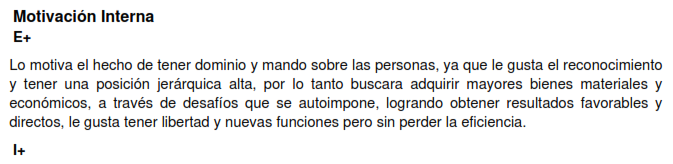 Motivación Interna
E+
Lo motiva el hecho de tener dominio y mando sobre las personas, ya que le gusta el reconocimiento
y tener una posición jerárquica alta, por lo tanto buscara adquirir mayores bienes materiales y
económicos, a través de desafíos que se autoimpone, logrando obtener resultados favorables y
directos, le gusta tener libertad y nuevas funciones pero sin perder la eficiencia.
I+